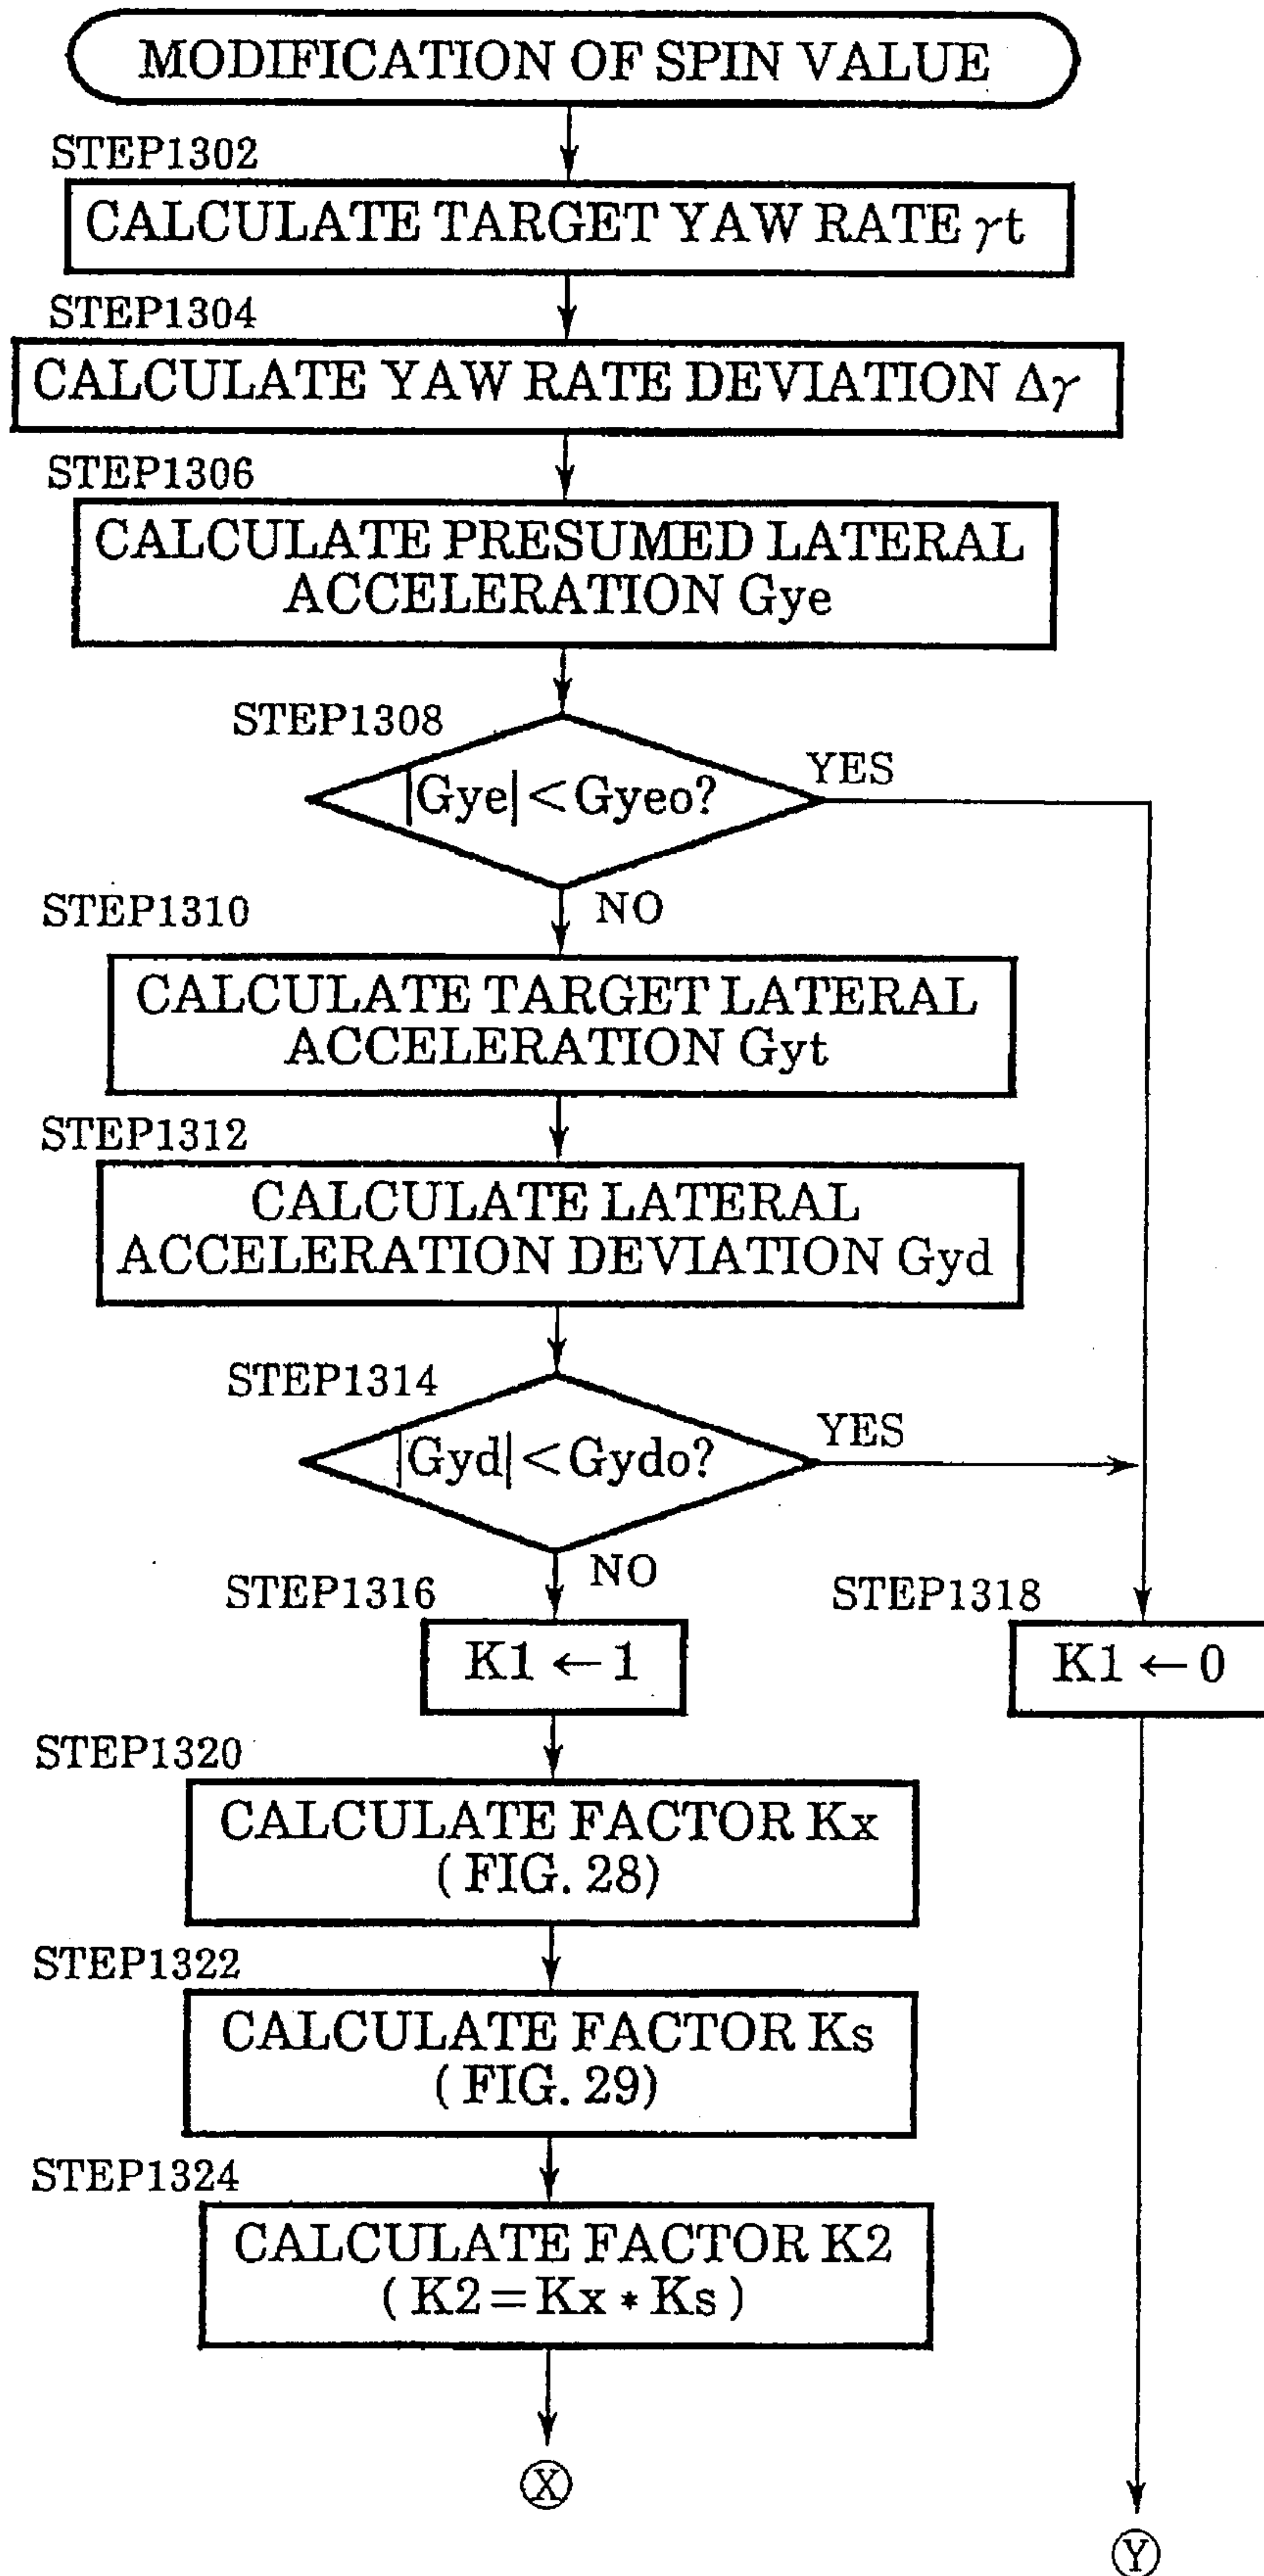 MODIFICATION OF SPIN VALUE
STEP1302
CALCULATE TARGET YAW RATE γt
STEP1304
CALCULATE YAW RATE DEVIATION Δγ
STEP1306
CALCULATE PRESUMED LATERAL
ACCELERATION Gye
STEP1308
|Gye|<Gyeo?
YES
NO
STEP1310
CALCULATE TARGET LATERAL
ACCELERATION Gyt
STEP1312
CALCULATE LATERAL
ACCELERATION DEVIATION Gyd
STEP1314
|Gyd|<Gydo?
YES
NO
STEP1316
K1←1
STEP1318
K1←0
STEP1320
CALCULATE FACTOR Kx
(FIG. 28)
STEP1322
CALCULATE FACTOR Ks
(FIG. 29)
STEP1324
CALCULATE FACTOR K2
(K2=Kx*Ks)
Ⓧ
Ⓨ